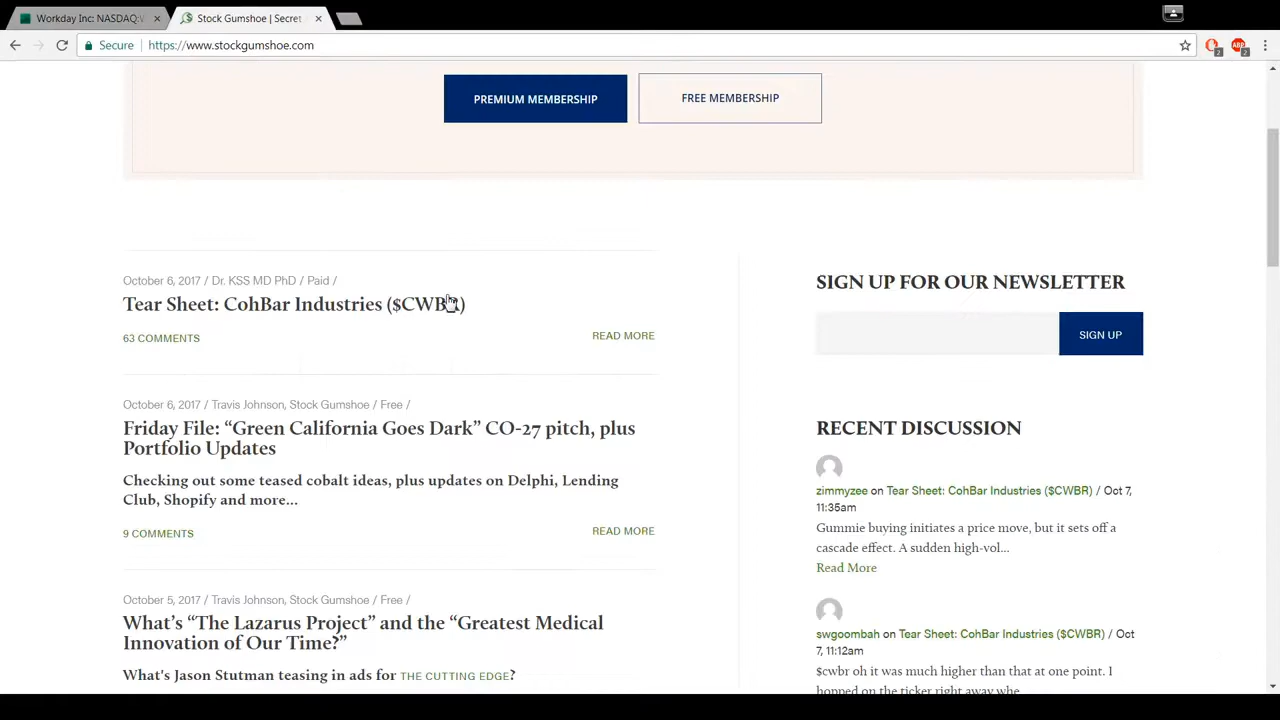 Workday Inc: NASDAQ:W
Stock Gumshoe | Secret
Secure
https://www.stockgumshoe.com
PREMIUM MEMBERSHIP
FREE MEMBERSHIP
October 6, 2017 / Dr. KSS MD PhD / Paid /
Tear Sheet: CohBar Industries ($CWBR)
63 COMMENTS
READ MORE
October 6, 2017 / Travis Johnson, Stock Gumshoe / Free /
Friday File: “Green California Goes Dark” CO-27 pitch, plus
Portfolio Updates
Checking out some teased cobalt ideas, plus updates on Delphi, Lending
Club, Shopify and more...
9 COMMENTS
READ MORE
October 5, 2017 / Travis Johnson, Stock Gumshoe / Free /
What’s “The Lazarus Project” and the “Greatest Medical
Innovation of Our Time?”
What's Jason Stutman teasing in ads for THE CUTTING EDGE?
SIGN UP FOR OUR NEWSLETTER
SIGN UP
RECENT DISCUSSION
zimmyzee on Tear Sheet: CohBar Industries ($CWBR) / Oct 7,
11:35am
Gummie buying initiates a price move, but it sets off a
cascade effect. A sudden high-vol...
Read More
swgoombah on Tear Sheet: CohBar Industries ($CWBR) / Oct
7, 11:12am
$cwbr oh it was much higher than that at one point. I
hopped on the ticker right away whe
ABP
2
2